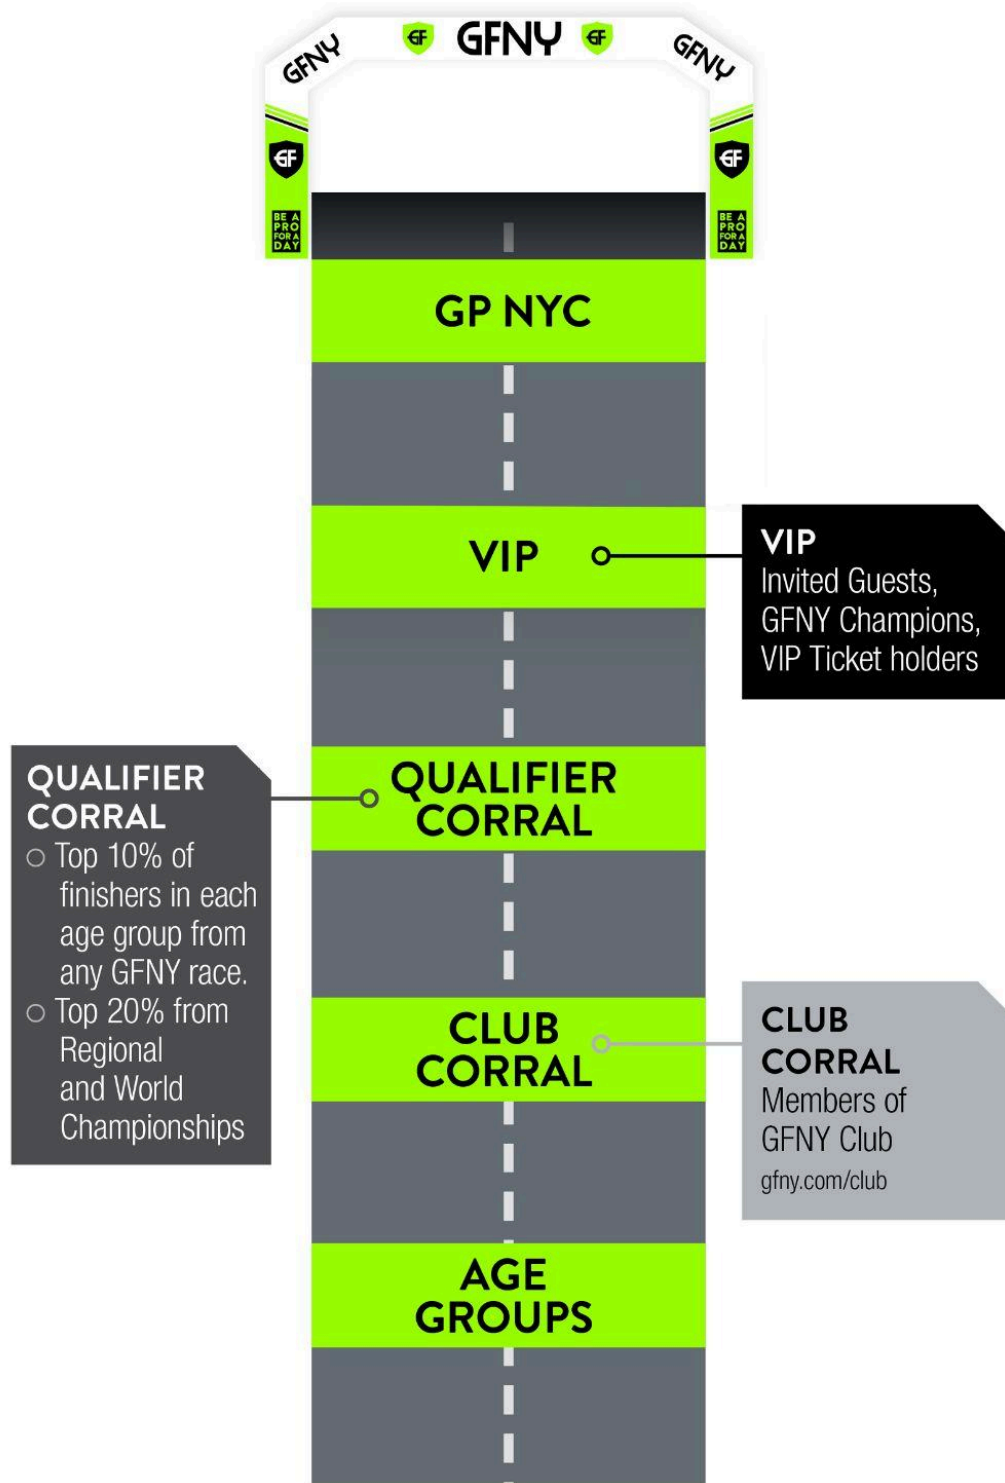 GFNY
GF
GFNY
GF
GFNY
GF
GF
BE A
PRO
FOR A
DAY
BE A
PRO
FOR A
DAY
GP NYC
VIP
VIP
Invited Guests,
GFNY Champions,
VIP Ticket holders
QUALIFIER
CORRAL
QUALIFIER
CORRAL
Top 10% of
finishers in each
age group from
any GFNY race.
Top 20% from
Regional
and World
Championships
CLUB
CORRAL
CLUB
CORRAL
Members of
GFNY Club
gfny.com/club
AGE
GROUPS